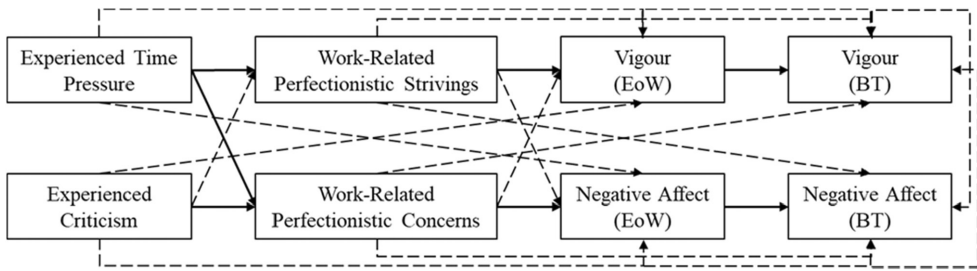 Experienced Time
Pressure
Work-Related
Perfectionistic Strivings
Vigour
(EoW)
Vigour
(BT)
Experienced
Criticism
Work-Related
Perfectionistic Concerns
Negative Affect
(EoW)
Negative Affect
(BT)